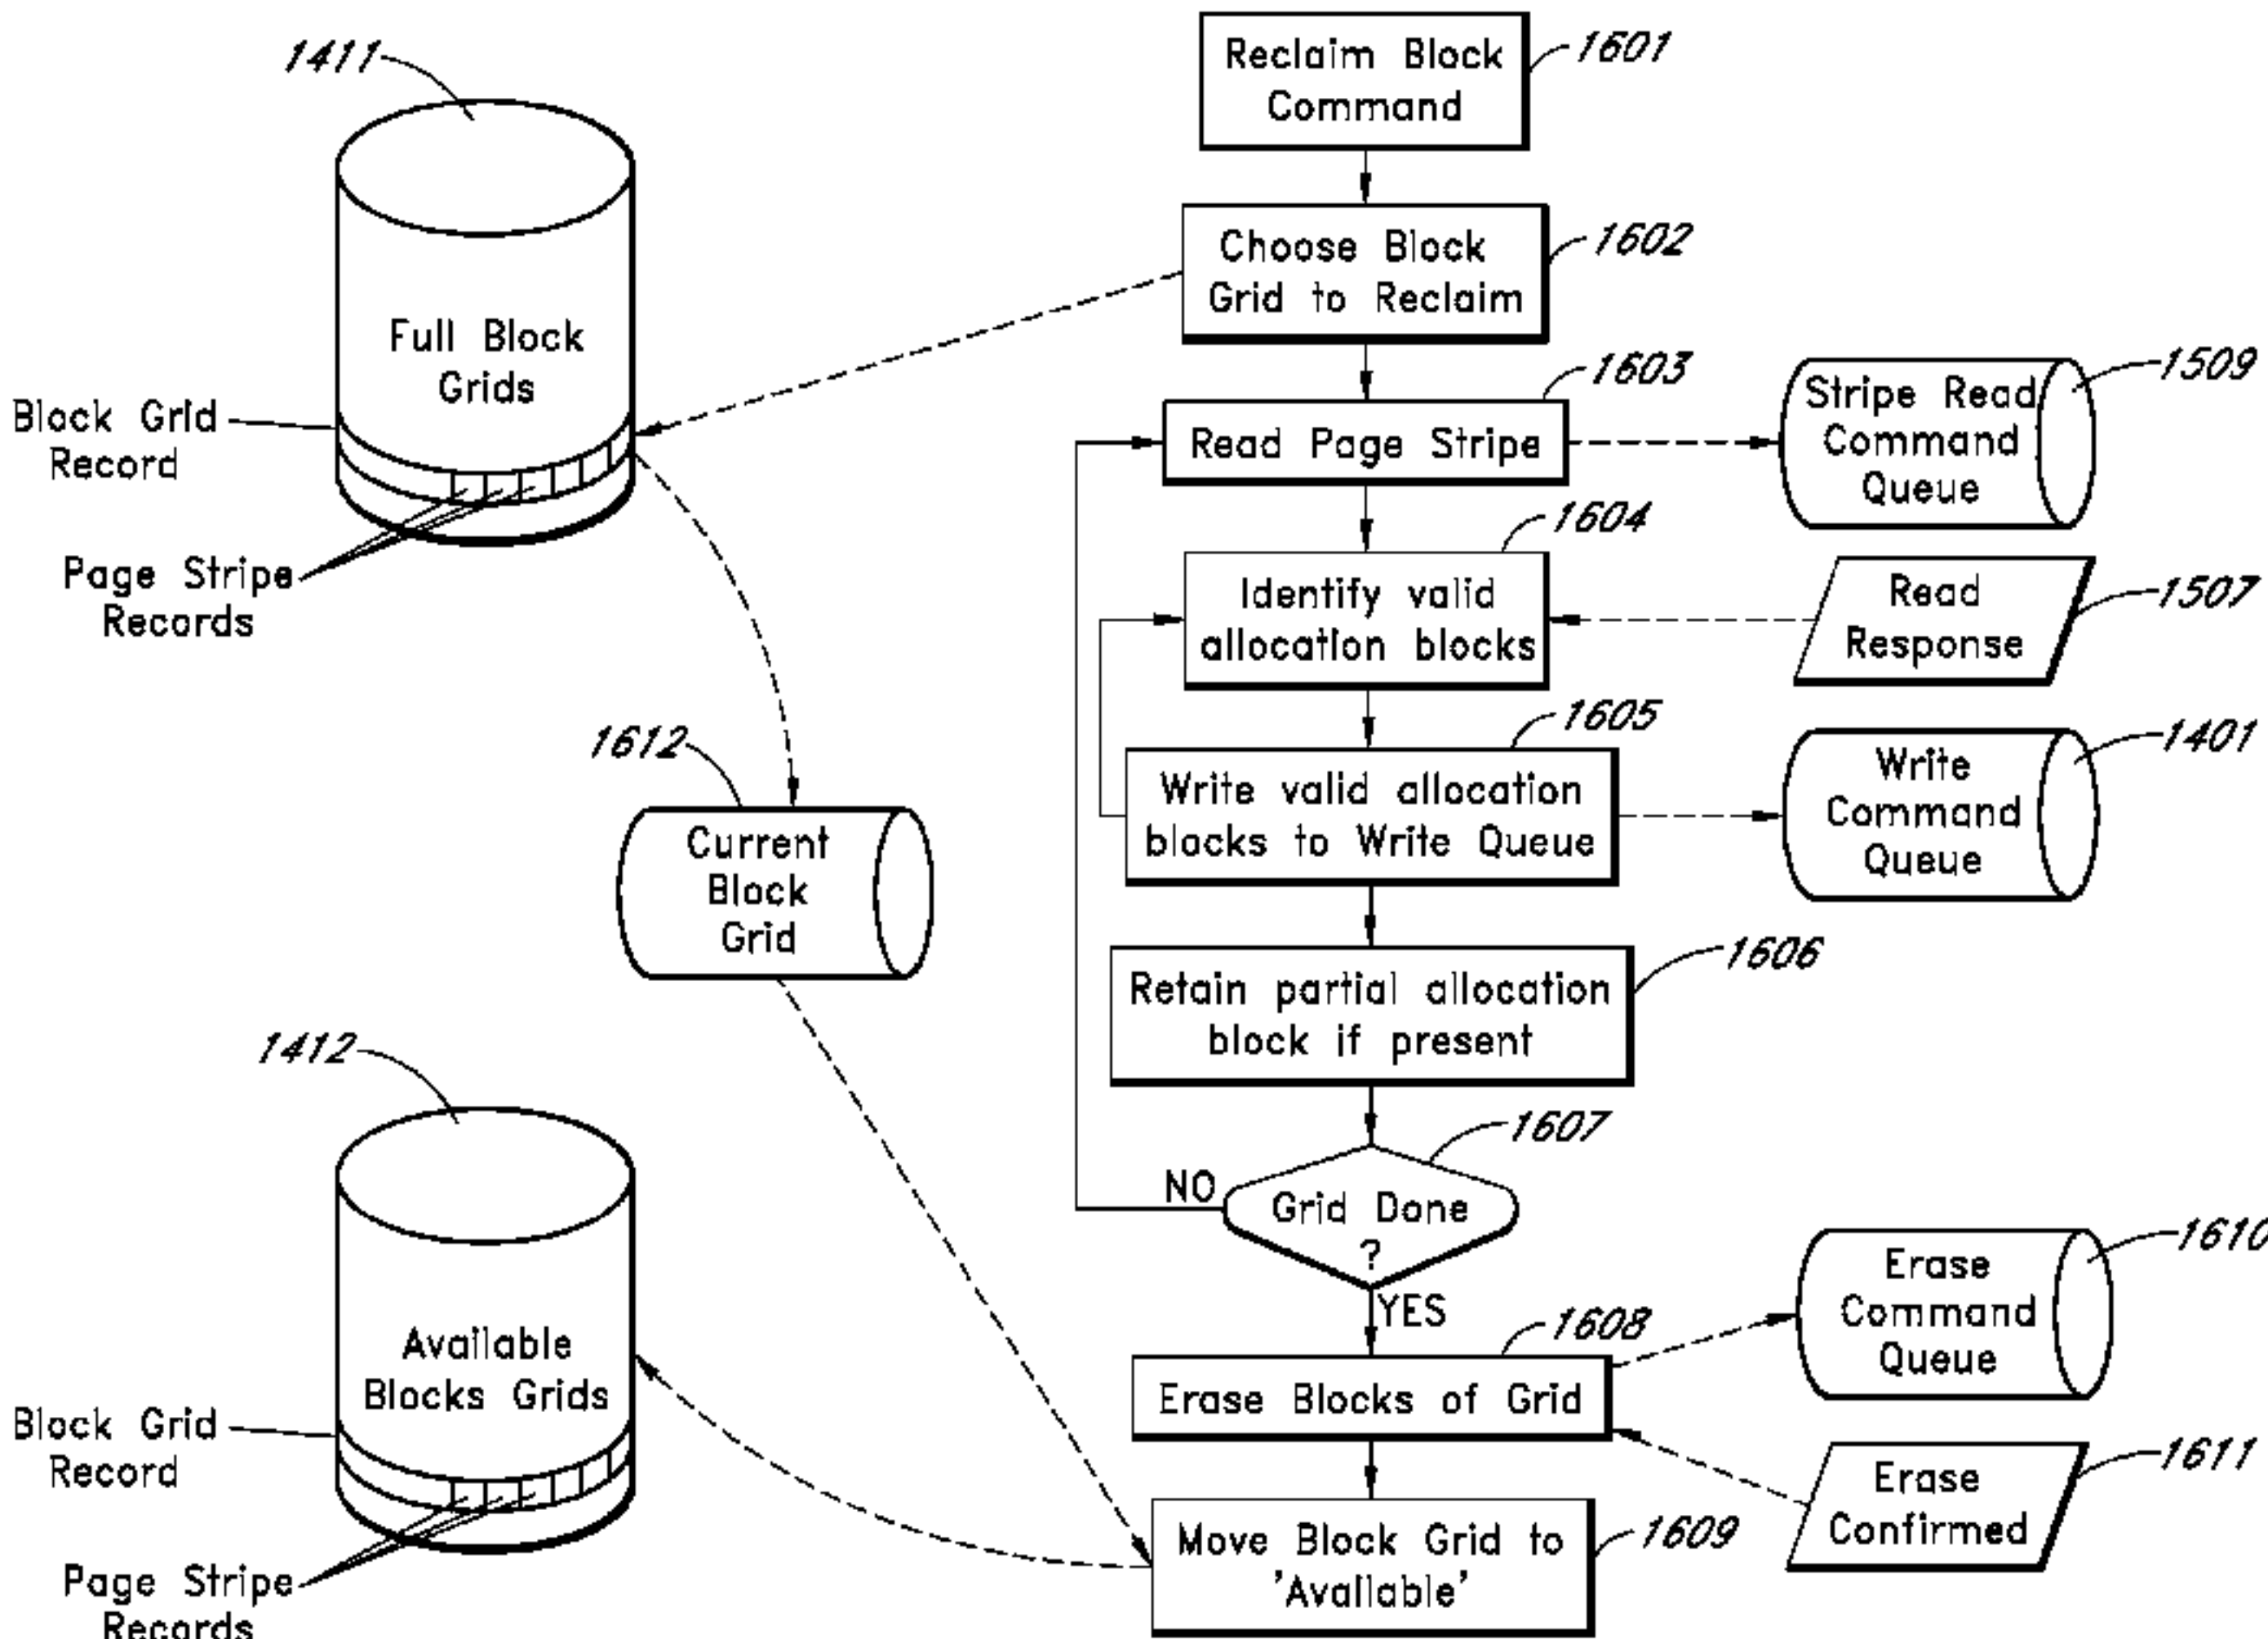 1411
Full Block
Grids
Block Grid
Record
Page Stripe
Records
1612
Current
Block
Grid
1412
Available
Blocks Grids
Block Grid
Record
Page Stripe
Records
Reclaim Block
Command
1601
Choose Block
Grid to Reclaim
1602
1603
Read Page Stripe
Stripe Read
Command
Queue
1509
1604
Identify valid
allocation blocks
Read
Response
1507
1605
Write valid allocation
blocks to Write Queue
Write
Command
Queue
1401
Retain partial allocation
block if present
1606
1607
Grid Done
?
NO
YES
1608
Erase Blocks of Grid
Erase
Command
Queue
1610
Erase
Confirmed
1611
Move Block Grid to
'Available'
1609